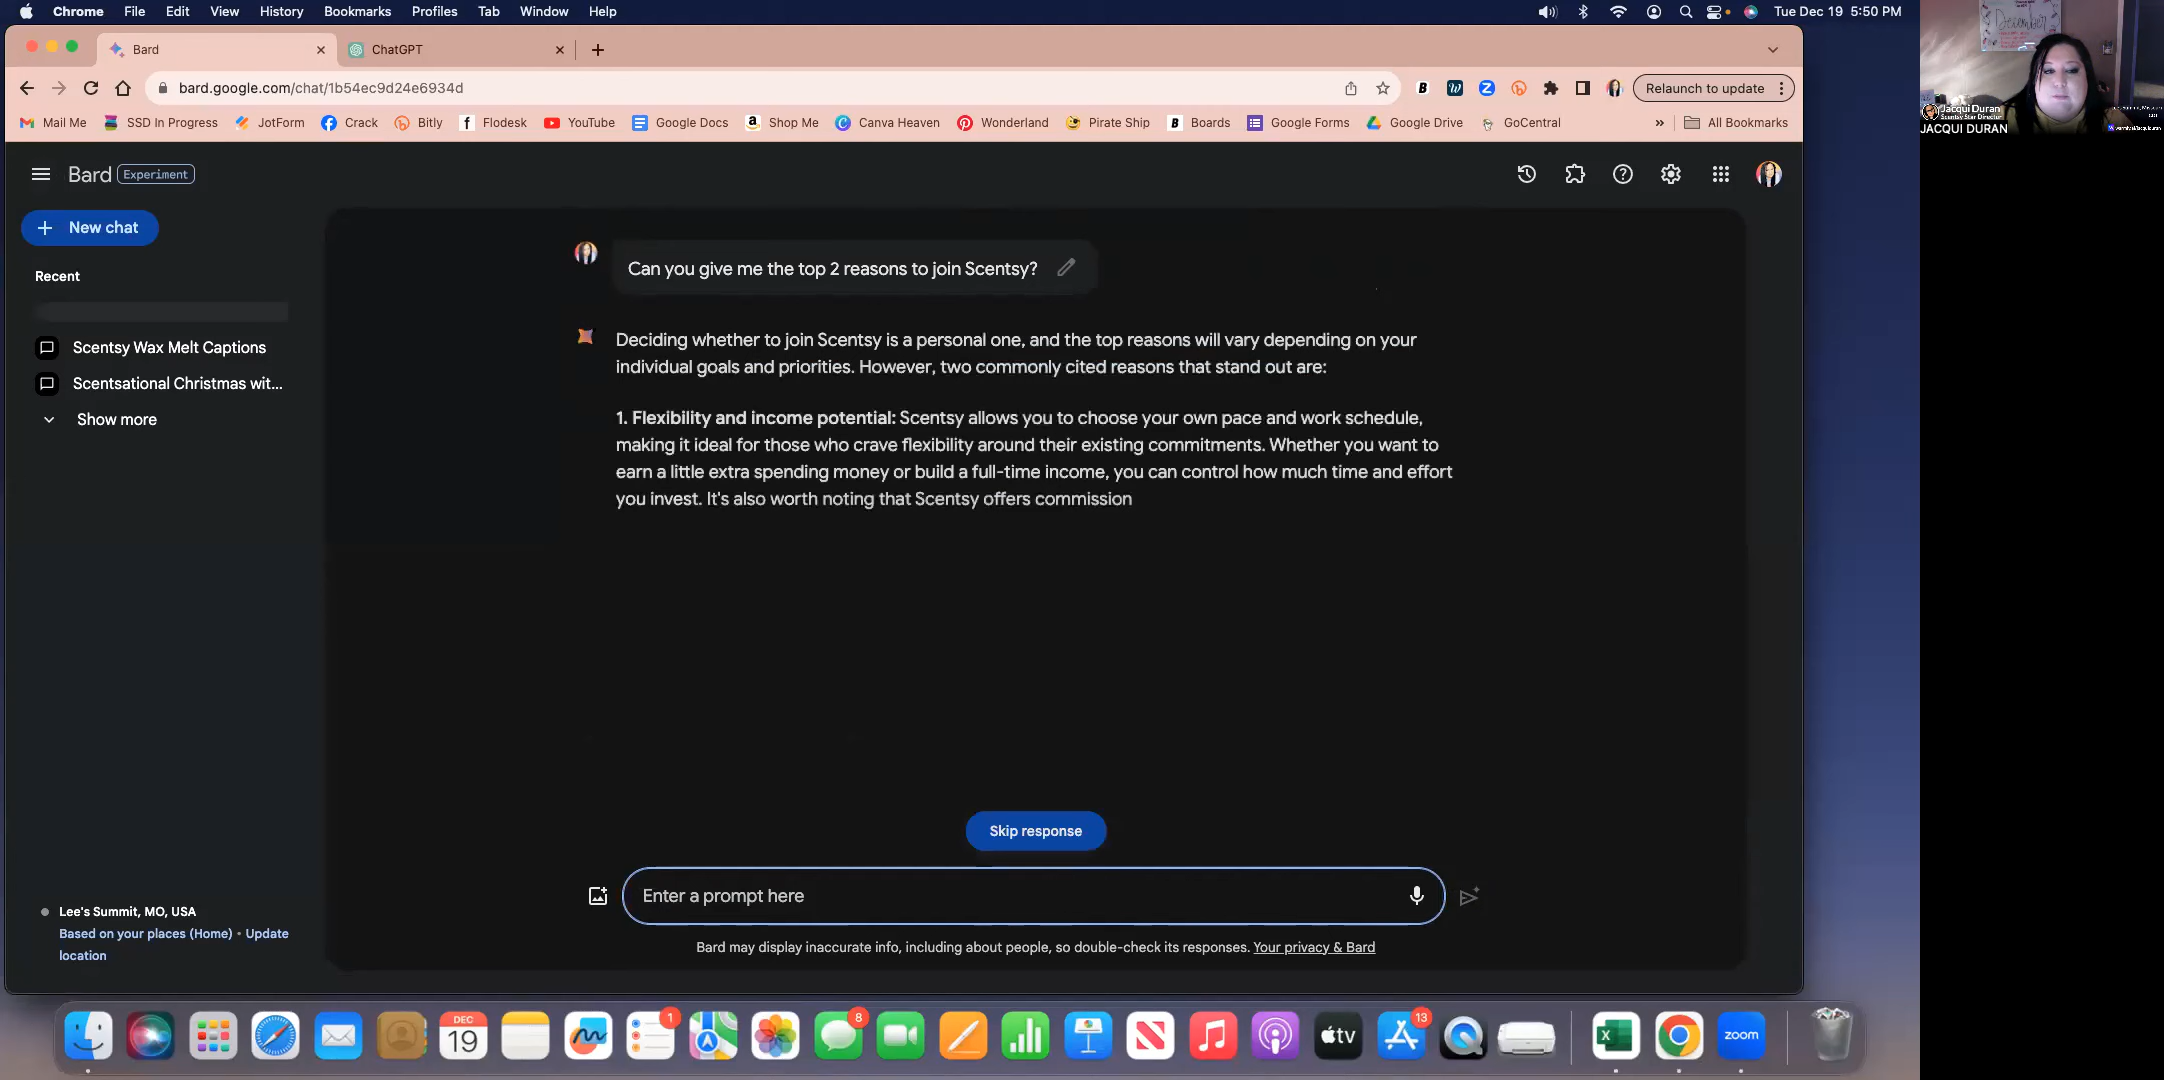 Chrome File Edit View History Bookmarks Profiles Tab Window Help
Tue Dec 19 5:50 PM
Bard
ChatGPT
bard.google.com/chat/1b54ec9d24e6934d
Relaunch to update
Mail Me SSD In Progress JotForm Crack Bitly Flodesk YouTube Google Docs Shop Me Canva Heaven Wonderland Pirate Ship Boards Google Forms Google Drive GoCentral » All Bookmarks
Bard Experiment
New chat
Recent
Scentsy Wax Melt Captions
Scentsational Christmas wit...
Show more
Can you give me the top 2 reasons to join Scentsy?
Deciding whether to join Scentsy is a personal one, and the top reasons will vary depending on your
individual goals and priorities. However, two commonly cited reasons that stand out are:
1. Flexibility and income potential: Scentsy allows you to choose your own pace and work schedule,
making it ideal for those who crave flexibility around their existing commitments. Whether you want to
earn a little extra spending money or build a full-time income, you can control how much time and effort
you invest. It's also worth noting that Scentsy offers commission
Skip response
Enter a prompt here
Bard may display inaccurate info, including about people, so double-check its responses. Your privacy & Bard
Lee's Summit, MO, USA
Based on your places (Home) • Update
location
December
Jacqui Duran
Scentsy Star Director
JACQUI DURAN
1
DEC
19
8
tv
13
zoom